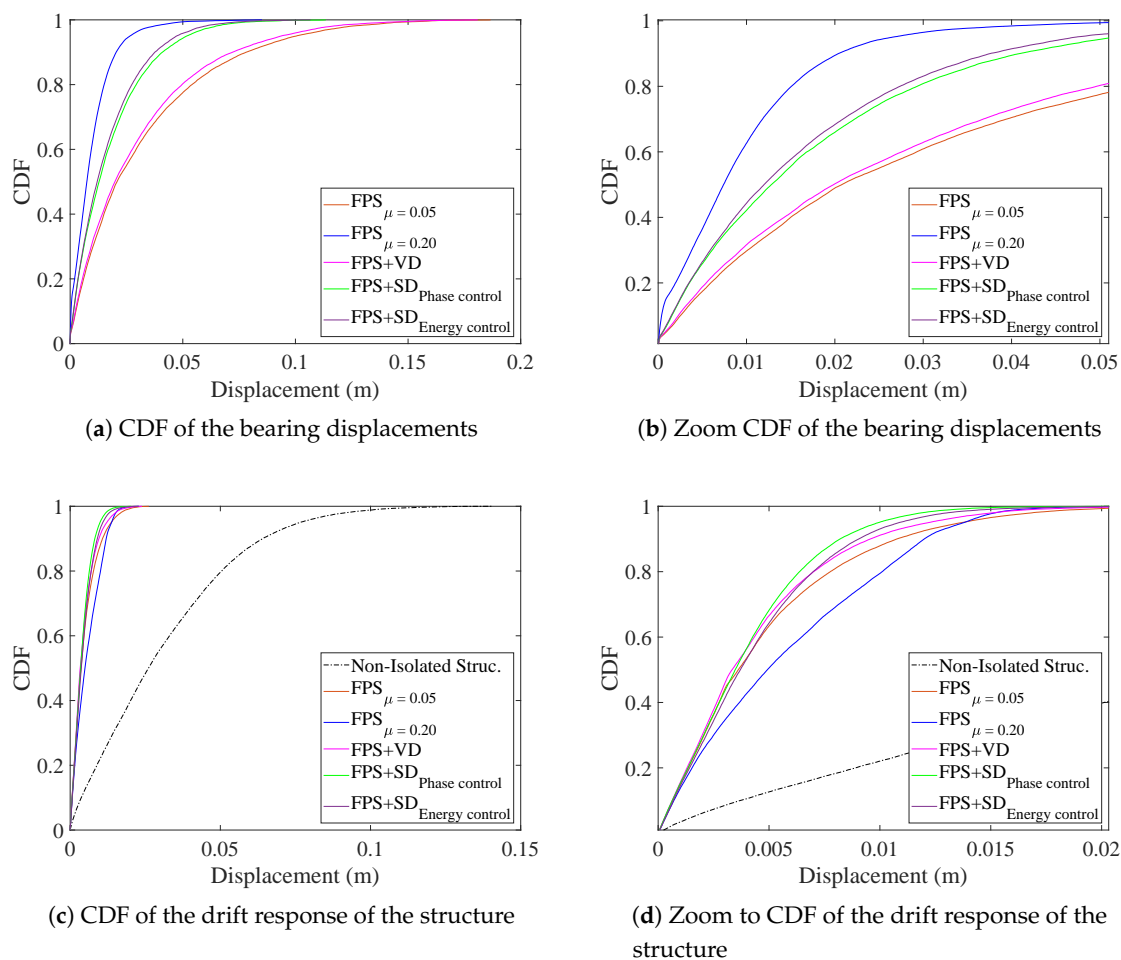 1
0.8
0.6
0.4
0.2
0
CDF
FPS μ = 0.05
FPS μ = 0.20
FPS+VD
FPS+SD Phase control
FPS+SD Energy control
0 0.05 0.1 0.15 0.2
Displacement (m)
(a) CDF of the bearing displacements
1
0.8
0.6
0.4
0.2
CDF
FPS μ = 0.05
FPS μ = 0.20
FPS+VD
FPS+SD Phase control
FPS+SD Energy control
0 0.01 0.02 0.03 0.04 0.05
Displacement (m)
(b) Zoom CDF of the bearing displacements
1
0.8
0.6
0.4
0.2
0
CDF
Non-Isolated Struc.
FPS μ = 0.05
FPS μ = 0.20
FPS+VD
FPS+SD Phase control
FPS+SD Energy control
0 0.05 0.1 0.15
Displacement (m)
(c) CDF of the drift response of the structure
1
0.8
0.6
0.4
0.2
CDF
Non-Isolated Struc.
FPS μ = 0.05
FPS μ = 0.20
FPS+VD
FPS+SD Phase control
FPS+SD Energy control
0 0.005 0.01 0.015 0.02
Displacement (m)
(d) Zoom to CDF of the drift response of the
structure